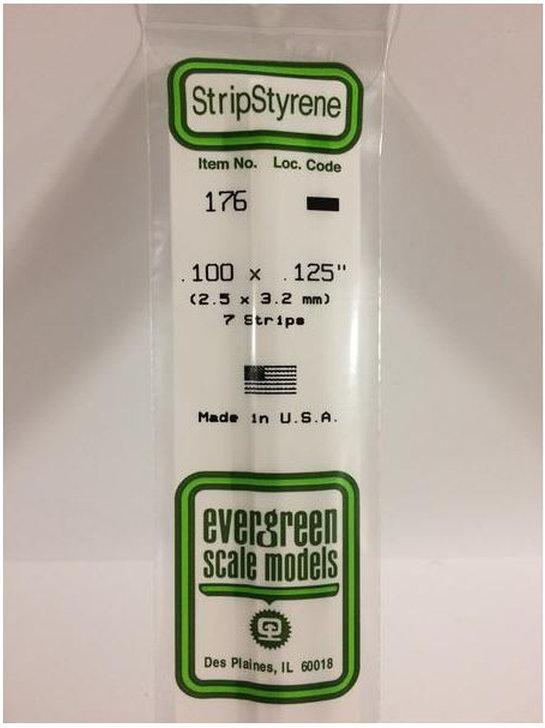 StripStyrene
Item No. Loc. Code
176
.100 x .125"
(2.5 x 3.2 mm)
7 Strips
Made in U.S.A.
evergreen
scale models
Des Plaines, IL 60018